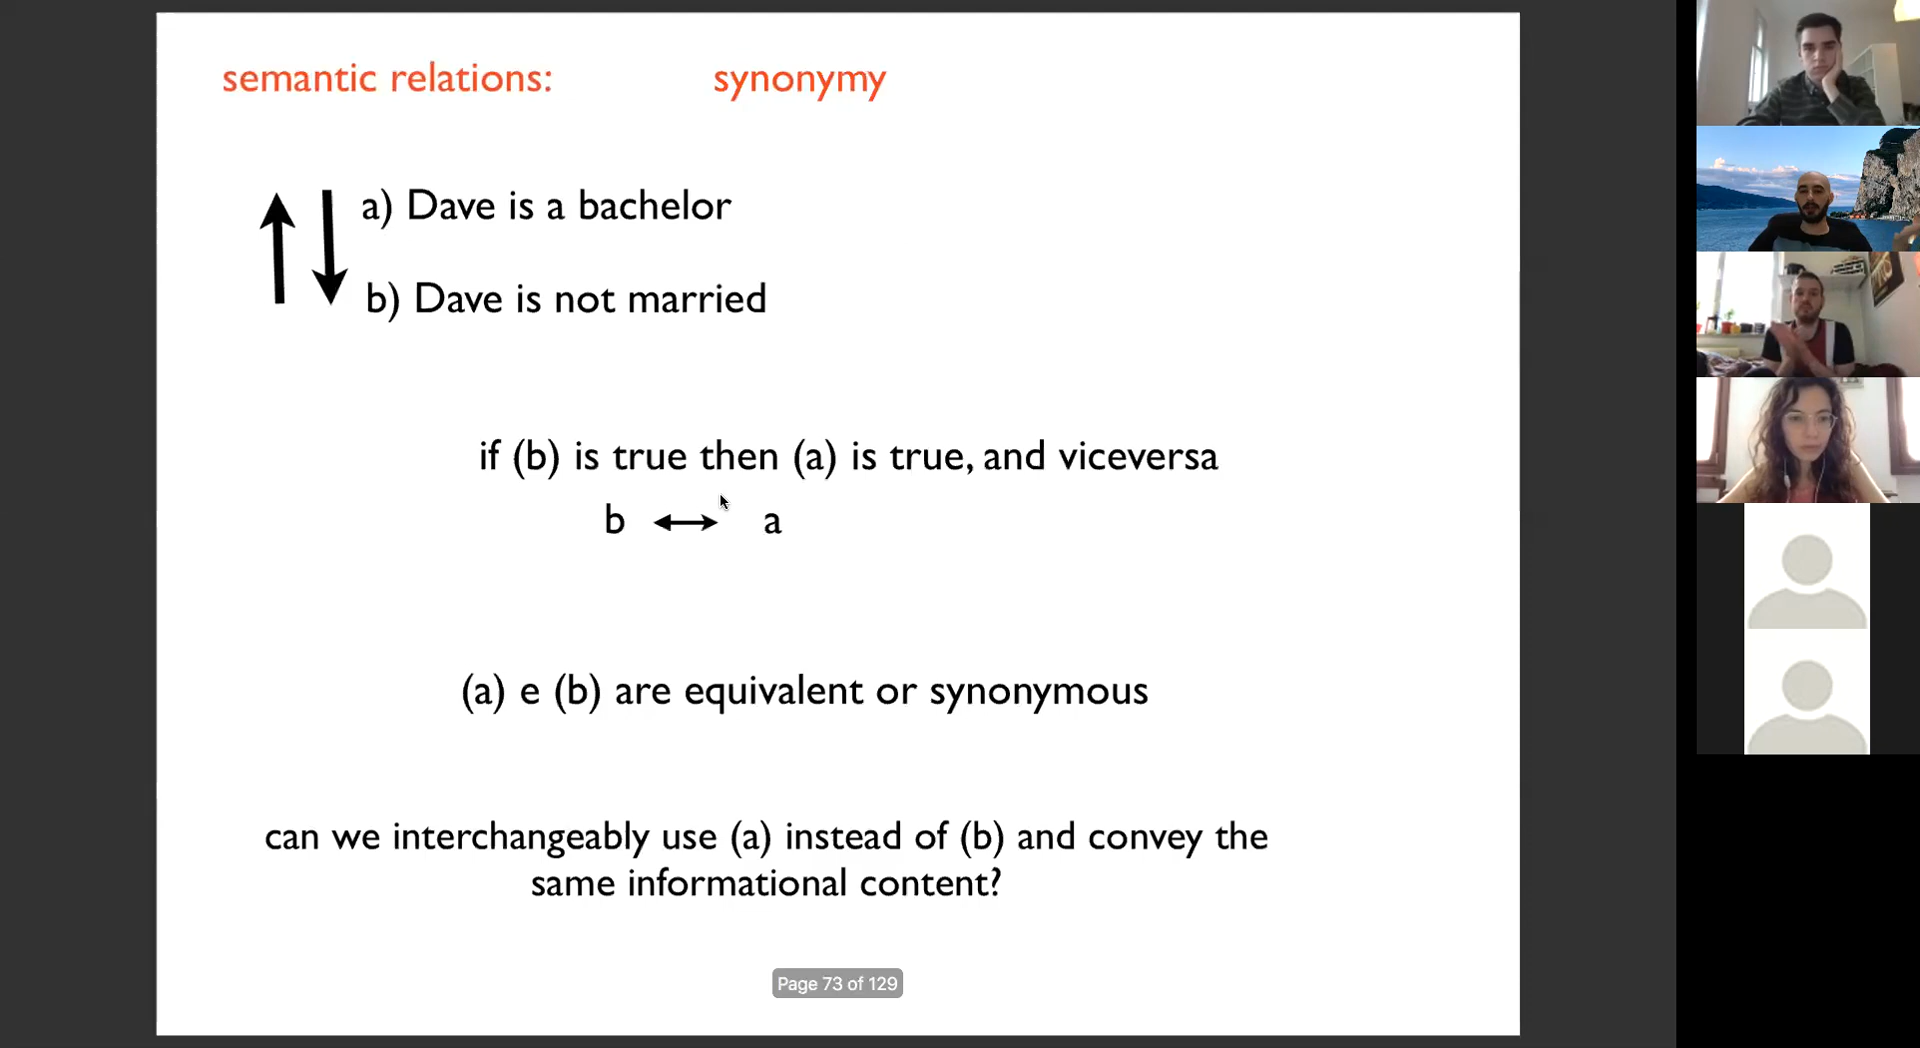 semantic relations: synonymy
a) Dave is a bachelor
b) Dave is not married
if (b) is true then (a) is true, and viceversa
b ↔ a
(a) e (b) are equivalent or synonymous
can we interchangeably use (a) instead of (b) and convey the
same informational content?
Page 73 of 129